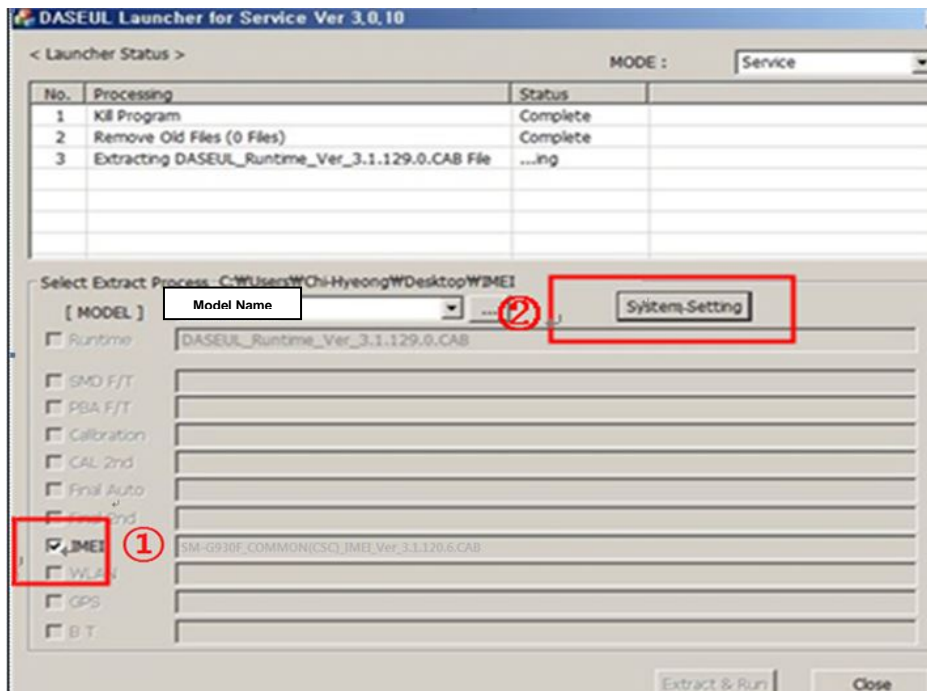 DASEUL Launcher for Service Ver 3,0,10
< Launcher Status >
MODE : Service
No. Processing Status
1 Kill Program Complete
2 Remove Old Files (0 Files) Complete
3 Extracting DASEUL_Runtime_Ver_3.1.129.0.CAB File ...ing
Select Extract Process C:₩Users₩Chi-Hyeong₩Desktop₩IMEI
[ MODEL ] Model Name ... ② System Setting
Runtime DASEUL_Runtime_Ver_3.1.129.0.CAB
SMD F/T
PBA F/T
Calibration
CAL 2nd
Final Auto
Final 2nd
IMEI ① SM-G930F_COMMON(CSC)_IMEI_Ver_3.1.120.6.CAB
WLAN
GPS
B T
Extract & Run Close